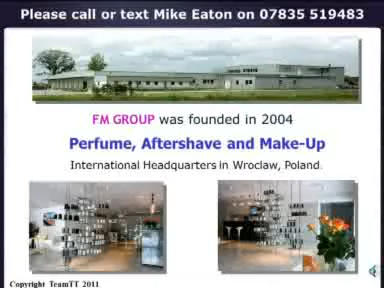 Please call or text Mike Eaton on 07835 519483
FM GROUP was founded in 2004
Perfume, Aftershave and Make-Up
International Headquarters in Wroclaw, Poland.
Copyright TeamTT 2011